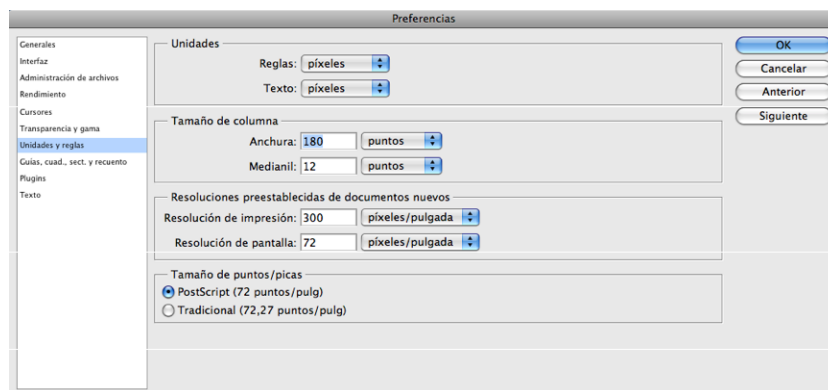 Preferencias
Generales
Interfaz
Administración de archivos
Rendimiento
Cursores
Transparencia y gama
Unidades y reglas
Guías, cuad., sect. y recuento
Plugins
Texto
Unidades
Reglas: píxeles
Texto: píxeles
Tamaño de columna
Anchura: 180 puntos
Medianil: 12 puntos
Resoluciones preestablecidas de documentos nuevos
Resolución de impresión: 300 píxeles/pulgada
Resolución de pantalla: 72 píxeles/pulgada
Tamaño de puntos/picas
PostScript (72 puntos/pulg)
Tradicional (72,27 puntos/pulg)
OK
Cancelar
Anterior
Siguiente